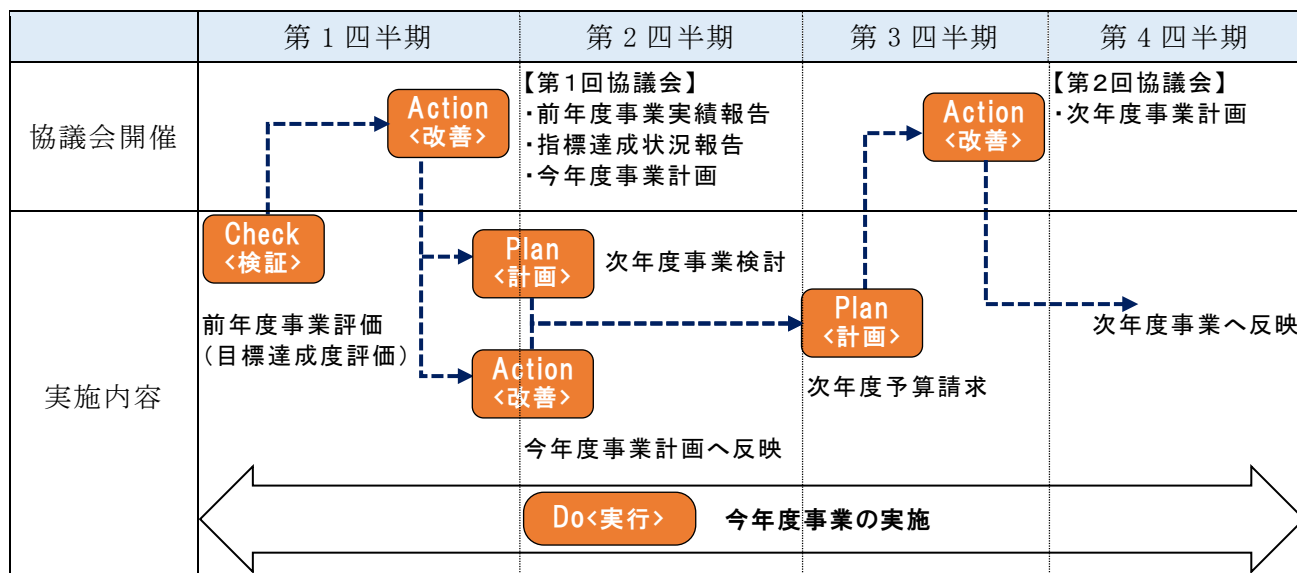 第1四半期
第2四半期
第3四半期
第4四半期
協議会開催
Action
<改善>
【第1回協議会】
・前年度事業実績報告
・指標達成状況報告
・今年度事業計画
Action
<改善>
【第2回協議会】
・次年度事業計画
実施内容
Check
<検証>
前年度事業評価
(目標達成度評価)
Plan
<計画>
次年度事業検討
Action
<改善>
今年度事業計画へ反映
Plan
<計画>
次年度予算請求
次年度事業へ反映
Do<実行>
今年度事業の実施